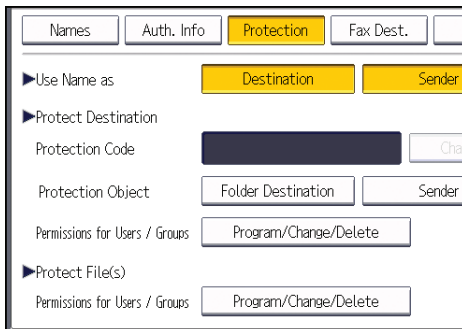 Names Auth. Info Protection Fax Dest.
▶Use Name as Destination Sender
▶Protect Destination
Protection Code Cha
Protection Object Folder Destination Sender
Permissions for Users / Groups Program/Change/Delete
▶Protect File(s)
Permissions for Users / Groups Program/Change/Delete